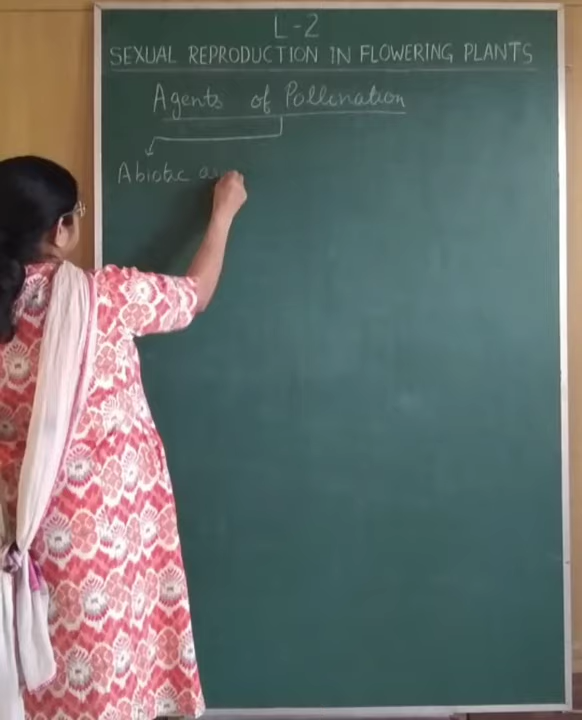 L-2
SEXUAL REPRODUCTION IN FLOWERING PLANTS
Agents of Pollination
Abiotic